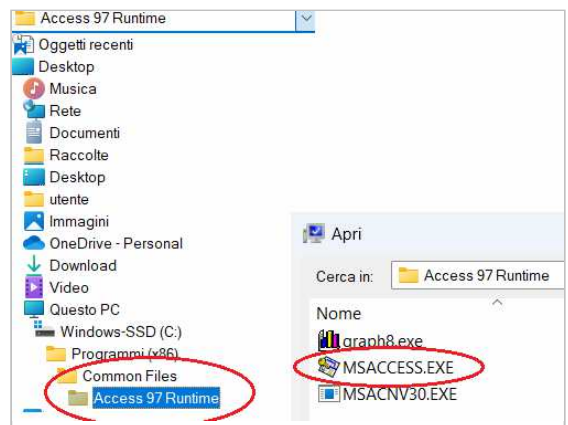 Access 97 Runtime
Oggetti recenti
Desktop
Musica
Rete
Documenti
Raccolte
Desktop
utente
Immagini
OneDrive - Personal
Download
Video
Questo PC
Windows-SSD (C:)
Programmi (x86)
Common Files
Access 97 Runtime
Apri
Cerca in: Access 97 Runtime
Nome
graph8.exe
MSACCESS.EXE
MSACNV30.EXE